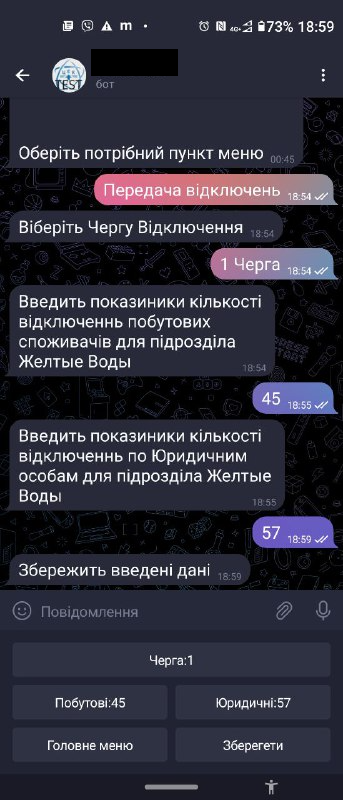 73% 18:59
TEST
бот
Оберіть потрібний пункт меню 00:45
Передача відключень 18:54
Віберіть Чергу Відключення 18:54
1 Черга 18:54
Введить показиники кількості
відключеннь побутових
споживачів для підрозділа
Желтые Воды 18:54
45 18:55
Введить показиники кількості
відключеннь по Юридичним
особам для підрозділа Желтые
Воды 18:55
57 18:59
Збережить введені дані 18:59
Повідомлення
Черга:1
Побутові:45 Юридичні:57
Головне меню Зберегети